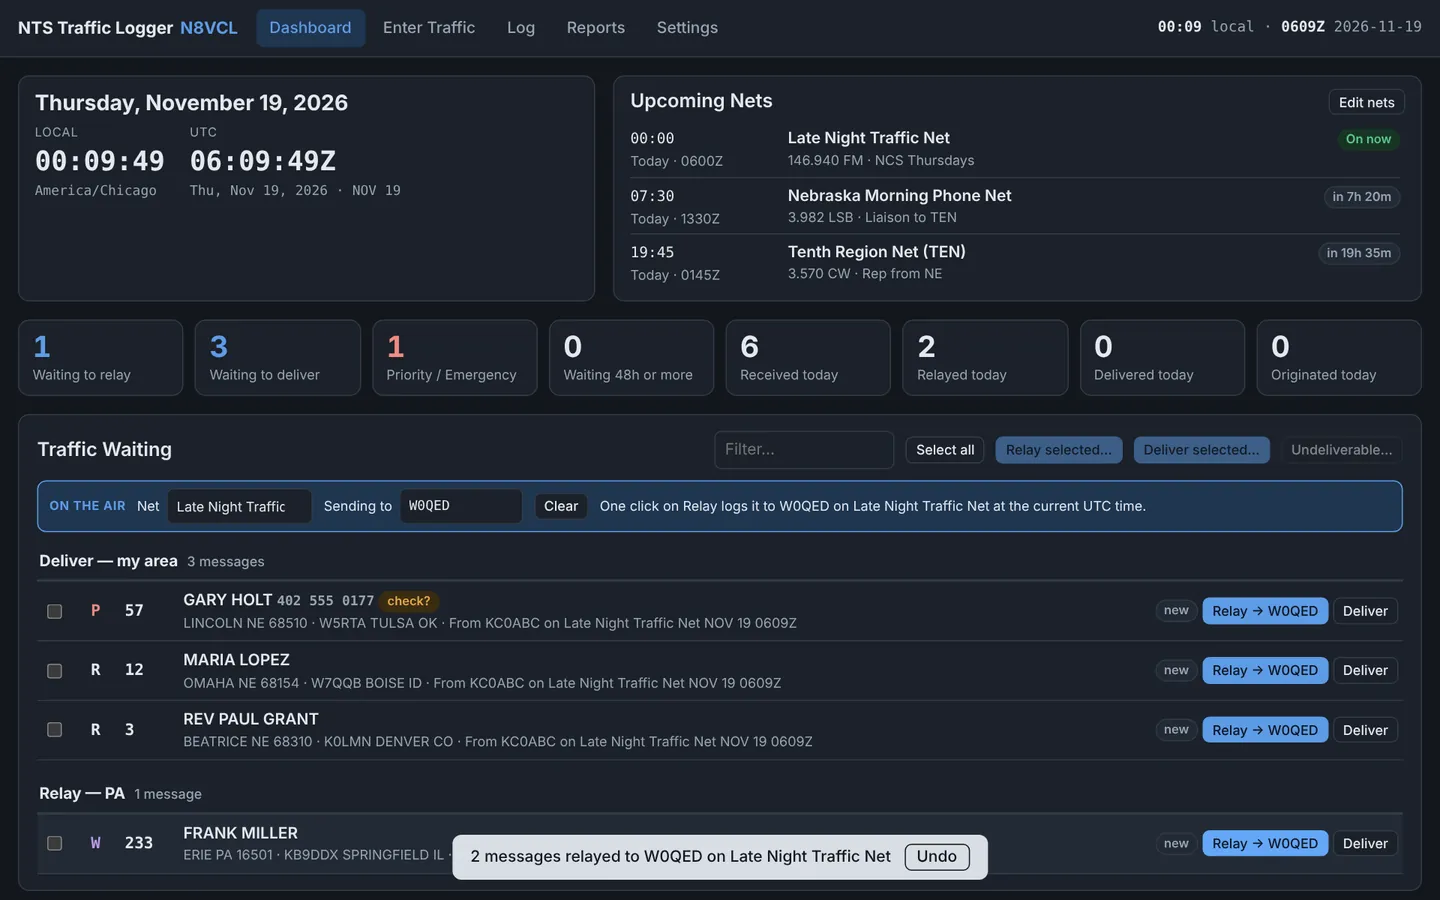 NTS Traffic Logger N8VCL Dashboard Enter Traffic Log Reports Settings 00:09 local · 0609Z 2026-11-19
Thursday, November 19, 2026
LOCAL UTC
00:09:49 06:09:49Z
America/Chicago Thu, Nov 19, 2026 · NOV 19
Upcoming Nets Edit nets
00:00 Late Night Traffic Net On now
Today · 0600Z 146.940 FM · NCS Thursdays
07:30 Nebraska Morning Phone Net in 7h 20m
Today · 1330Z 3.982 LSB · Liaison to TEN
19:45 Tenth Region Net (TEN) in 19h 35m
Today · 0145Z 3.570 CW · Rep from NE
1 3 1 0 6 2 0 0
Waiting to relay Waiting to deliver Priority / Emergency Waiting 48h or more Received today Relayed today Delivered today Originated today
Traffic Waiting Filter... Select all Relay selected... Deliver selected... Undeliverable...
ON THE AIR Net Late Night Traffic Sending to W0QED Clear One click on Relay logs it to W0QED on Late Night Traffic Net at the current UTC time.
Deliver — my area 3 messages
P 57 GARY HOLT 402 555 0177 check? new Relay → W0QED Deliver
LINCOLN NE 68510 · W5RTA TULSA OK · From KC0ABC on Late Night Traffic Net NOV 19 0609Z
R 12 MARIA LOPEZ new Relay → W0QED Deliver
OMAHA NE 68154 · W7QQB BOISE ID · From KC0ABC on Late Night Traffic Net NOV 19 0609Z
R 3 REV PAUL GRANT new Relay → W0QED Deliver
BEATRICE NE 68310 · K0LMN DENVER CO · From KC0ABC on Late Night Traffic Net NOV 19 0609Z
Relay — PA 1 message
W 233 FRANK MILLER new Relay → W0QED Deliver
ERIE PA 16501 · KB9DDX SPRINGFIELD IL ·
2 messages relayed to W0QED on Late Night Traffic Net Undo